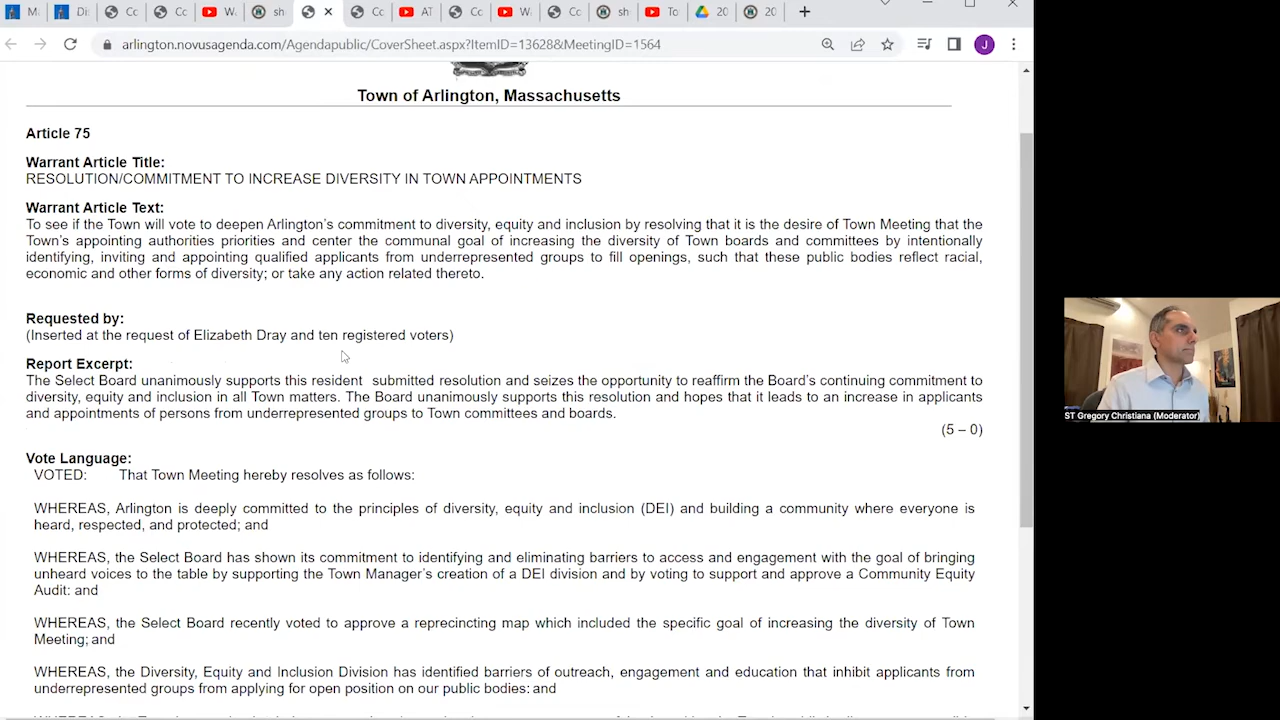 M
Di
Co
Co
W
sh
Co
AT
Co
W
Co
sh
To
20
20
arlington.novusagenda.com/Agendapublic/CoverSheet.aspx?ItemID=13628&MeetingID=1564
J
Town of Arlington, Massachusetts
Article 75
Warrant Article Title:
RESOLUTION/COMMITMENT TO INCREASE DIVERSITY IN TOWN APPOINTMENTS
Warrant Article Text:
To see if the Town will vote to deepen Arlington's commitment to diversity, equity and inclusion by resolving that it is the desire of Town Meeting that the
Town's appointing authorities priorities and center the communal goal of increasing the diversity of Town boards and committees by intentionally
identifying, inviting and appointing qualified applicants from underrepresented groups to fill openings, such that these public bodies reflect racial,
economic and other forms of diversity; or take any action related thereto.
Requested by:
(Inserted at the request of Elizabeth Dray and ten registered voters)
Report Excerpt:
The Select Board unanimously supports this resident submitted resolution and seizes the opportunity to reaffirm the Board's continuing commitment to
diversity, equity and inclusion in all Town matters. The Board unanimously supports this resolution and hopes that it leads to an increase in applicants
and appointments of persons from underrepresented groups to Town committees and boards.
(5 – 0)
Vote Language:
VOTED: That Town Meeting hereby resolves as follows:
WHEREAS, Arlington is deeply committed to the principles of diversity, equity and inclusion (DEI) and building a community where everyone is
heard, respected, and protected; and
WHEREAS, the Select Board has shown its commitment to identifying and eliminating barriers to access and engagement with the goal of bringing
unheard voices to the table by supporting the Town Manager's creation of a DEI division and by voting to support and approve a Community Equity
Audit: and
WHEREAS, the Select Board recently voted to approve a reprecincting map which included the specific goal of increasing the diversity of Town
Meeting; and
WHEREAS, the Diversity, Equity and Inclusion Division has identified barriers of outreach, engagement and education that inhibit applicants from
underrepresented groups from applying for open position on our public bodies: and
ST Gregory Christiana (Moderator)